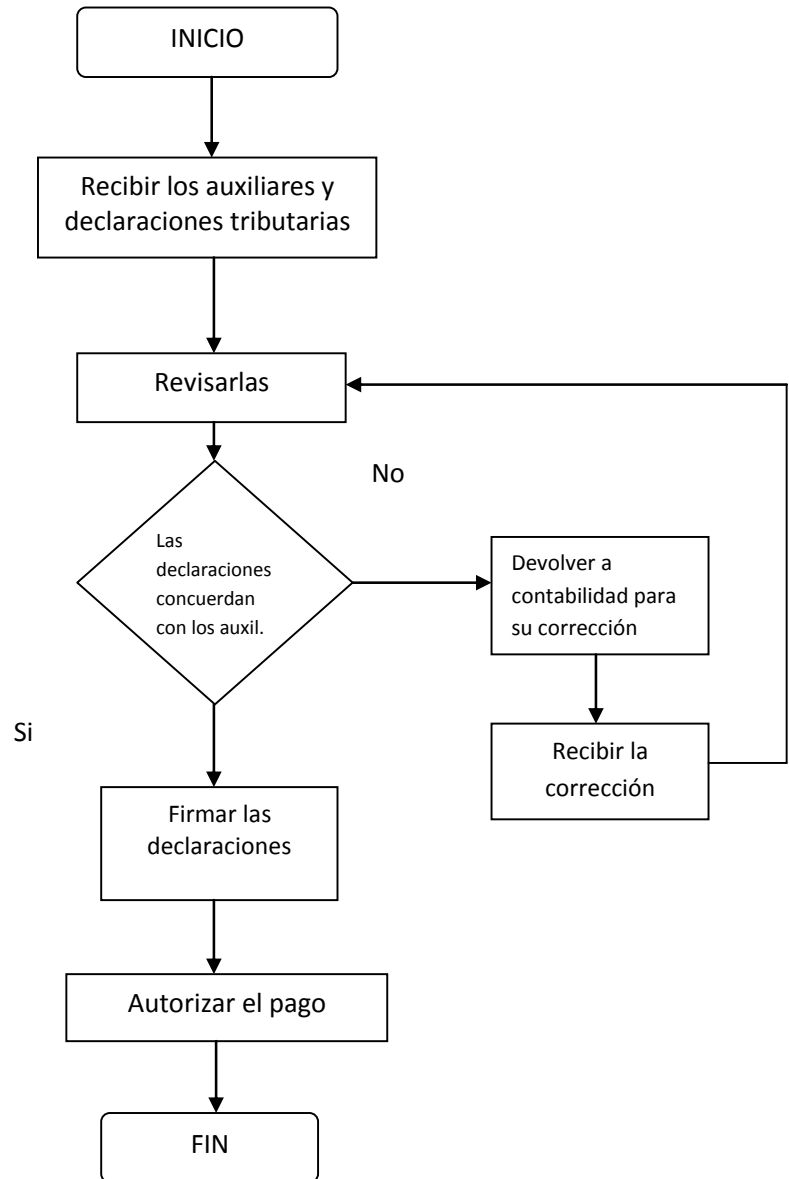 INICIO
Recibir los auxiliares y
declaraciones tributarias
Revisarlas
No
Las
declaraciones
concuerdan
con los auxil.
Devolver a
contabilidad para
su corrección
Si
Recibir la
corrección
Firmar las
declaraciones
Autorizar el pago
FIN